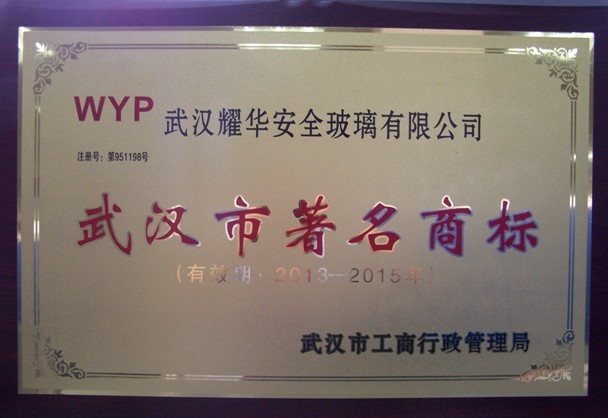 WYP 武汉耀华安全玻璃有限公司
注册号：第951198号
武汉市著名商标
（有效期·2013—2015年）
武汉市工商行政管理局